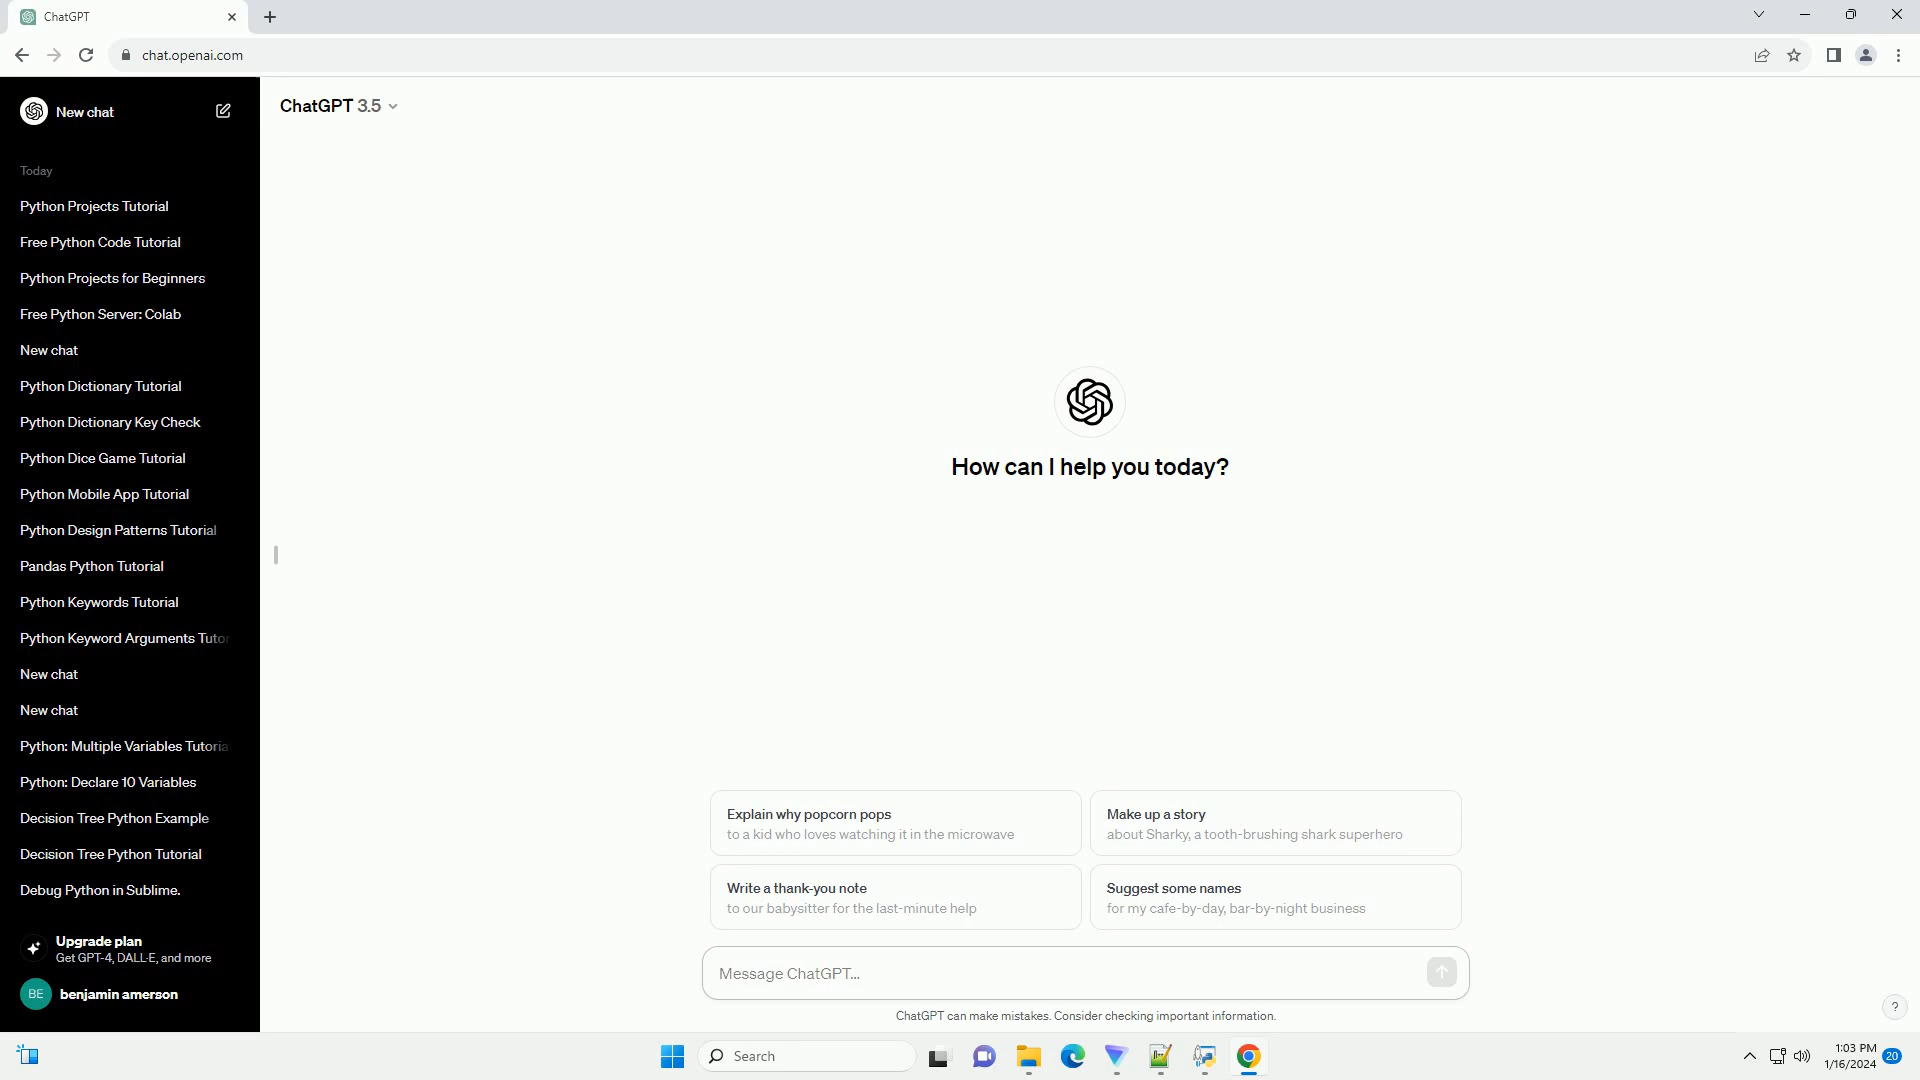 ChatGPT
chat.openai.com
New chat
ChatGPT 3.5
Today
Python Projects Tutorial
Free Python Code Tutorial
Python Projects for Beginners
Free Python Server: Colab
New chat
Python Dictionary Tutorial
Python Dictionary Key Check
Python Dice Game Tutorial
Python Mobile App Tutorial
Python Design Patterns Tutorial
Pandas Python Tutorial
Python Keywords Tutorial
Python Keyword Arguments Tutor
New chat
New chat
Python: Multiple Variables Tutoria
Python: Declare 10 Variables
Decision Tree Python Example
Decision Tree Python Tutorial
Debug Python in Sublime.
Upgrade plan
Get GPT-4, DALL·E, and more
BE benjamin amerson
How can I help you today?
Explain why popcorn pops
to a kid who loves watching it in the microwave
Make up a story
about Sharky, a tooth-brushing shark superhero
Write a thank-you note
to our babysitter for the last-minute help
Suggest some names
for my cafe-by-day, bar-by-night business
Message ChatGPT...
ChatGPT can make mistakes. Consider checking important information.
?
Search
1:03 PM
1/16/2024
20